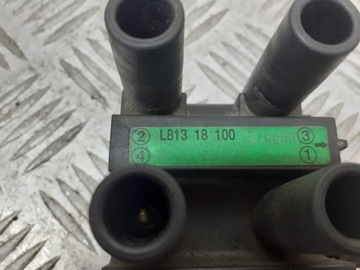 ② L813 18 100 ③
④ ①